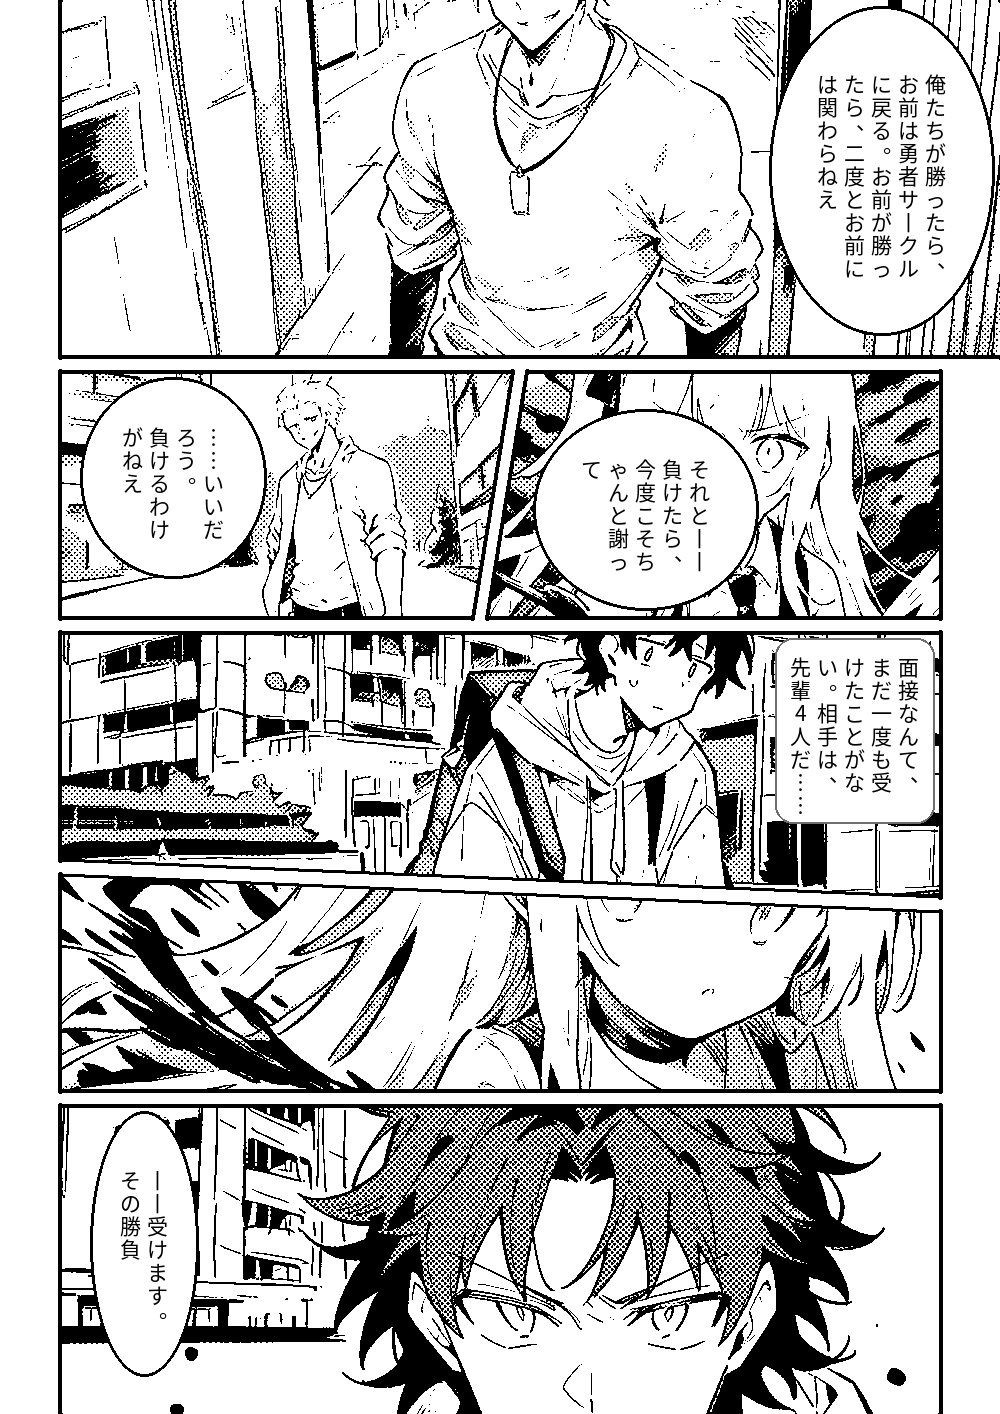 俺たちが勝ったら、
お前は勇者サークル
に戻る。お前が勝っ
たら、二度とお前に
は関わらねえ
それと――
負けたら、
今度こそち
ゃんと謝っ
て
……いいだ
ろう。
負けるわけ
がねえ
面接なんて、
まだ一度も受
けたことがな
い。相手は、
先輩4人だ……
――受けます。
その勝負